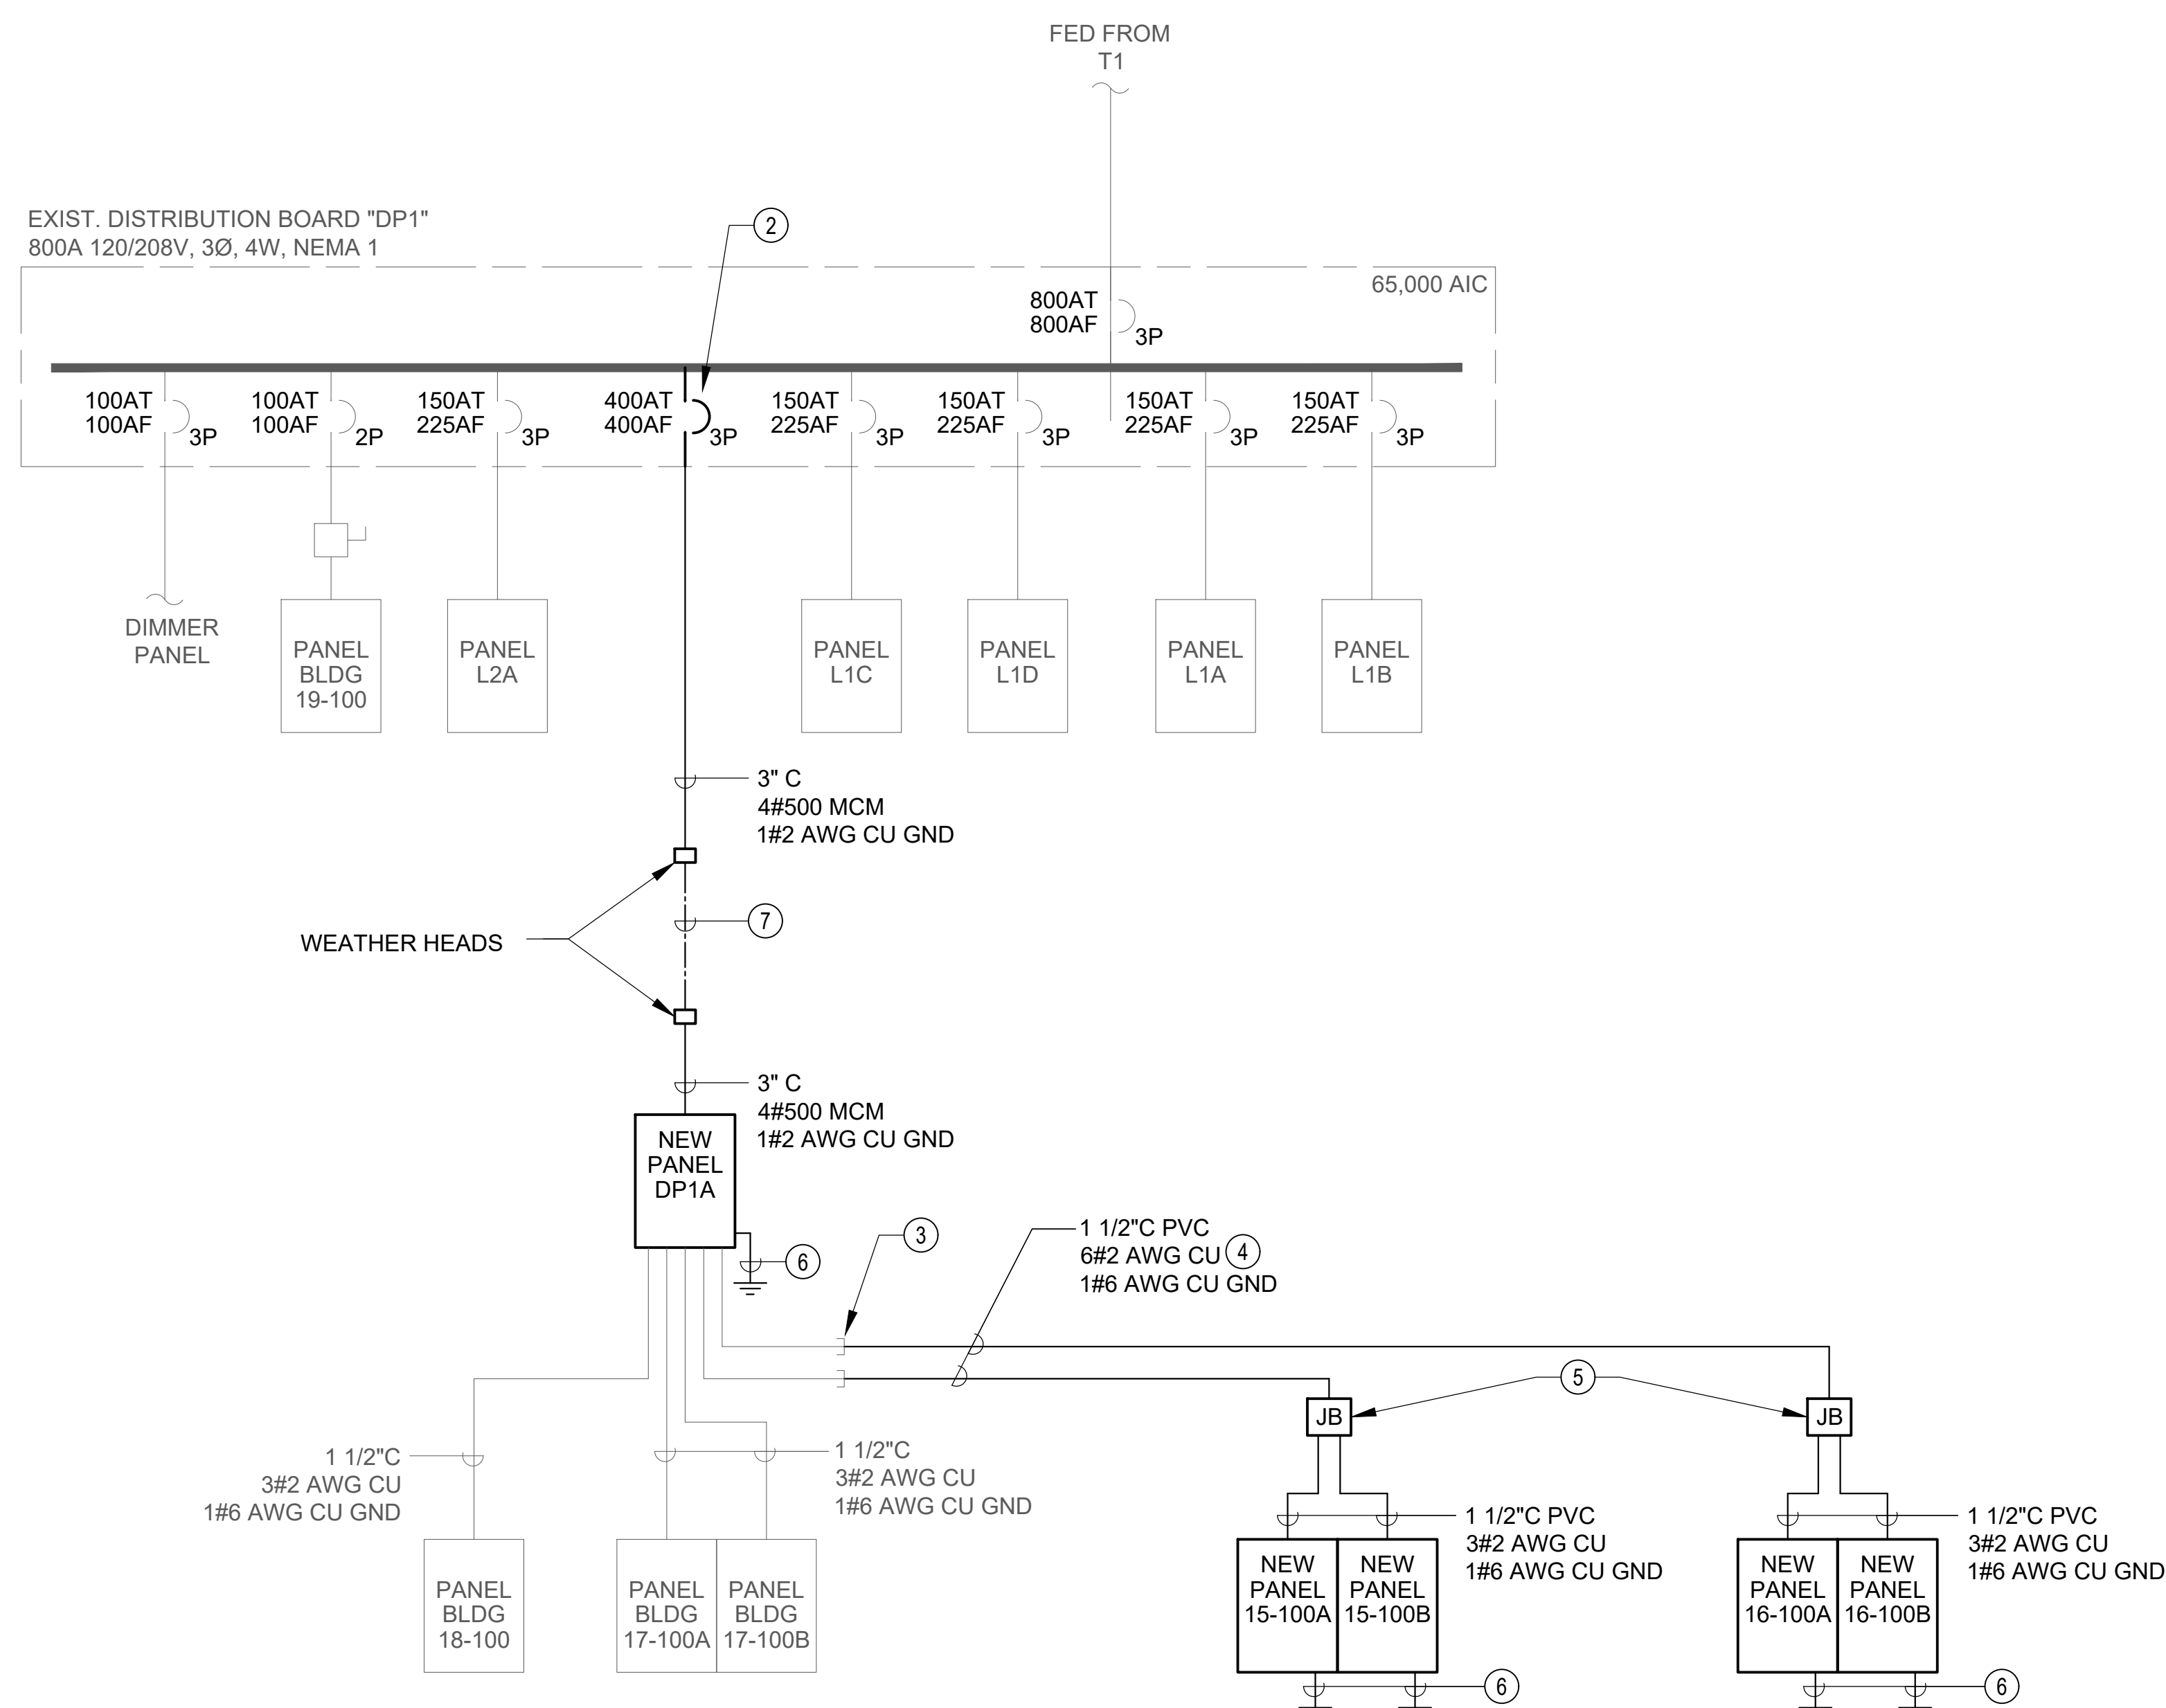 FED FROM
T1
EXIST. DISTRIBUTION BOARD "DP1"
800A 120/208V, 3Ø, 4W, NEMA 1
2
65,000 AIC
800AT
800AF
3P
100AT
100AF
3P
100AT
100AF
2P
150AT
225AF
3P
400AT
400AF
3P
150AT
225AF
3P
150AT
225AF
3P
150AT
225AF
3P
150AT
225AF
3P
DIMMER
PANEL
PANEL
BLDG
19-100
PANEL
L2A
PANEL
L1C
PANEL
L1D
PANEL
L1A
PANEL
L1B
3" C
4#500 MCM
1#2 AWG CU GND
7
WEATHER HEADS
3" C
4#500 MCM
1#2 AWG CU GND
NEW
PANEL
DP1A
6
3
1 1/2"C PVC
6#2 AWG CU 4
1#6 AWG CU GND
5
JB
JB
1 1/2"C
3#2 AWG CU
1#6 AWG CU GND
1 1/2"C
3#2 AWG CU
1#6 AWG CU GND
1 1/2"C PVC
3#2 AWG CU
1#6 AWG CU GND
1 1/2"C PVC
3#2 AWG CU
1#6 AWG CU GND
PANEL
BLDG
18-100
PANEL
BLDG
17-100A
PANEL
BLDG
17-100B
NEW
PANEL
15-100A
NEW
PANEL
15-100B
NEW
PANEL
16-100A
NEW
PANEL
16-100B
6
6